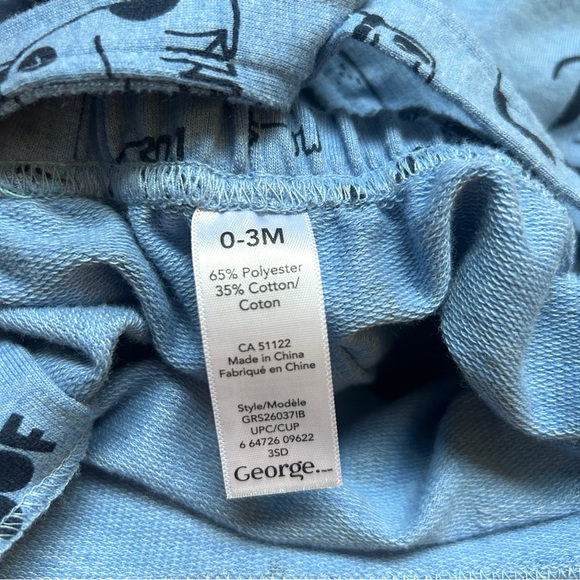 0-3M
65% Polyester
35% Cotton/
Coton
CA 51122
Made in China
Fabriqué en China
Style/Modèle
GRS26037IB
UPC/CUP
6 64726 09622
3SD
George.